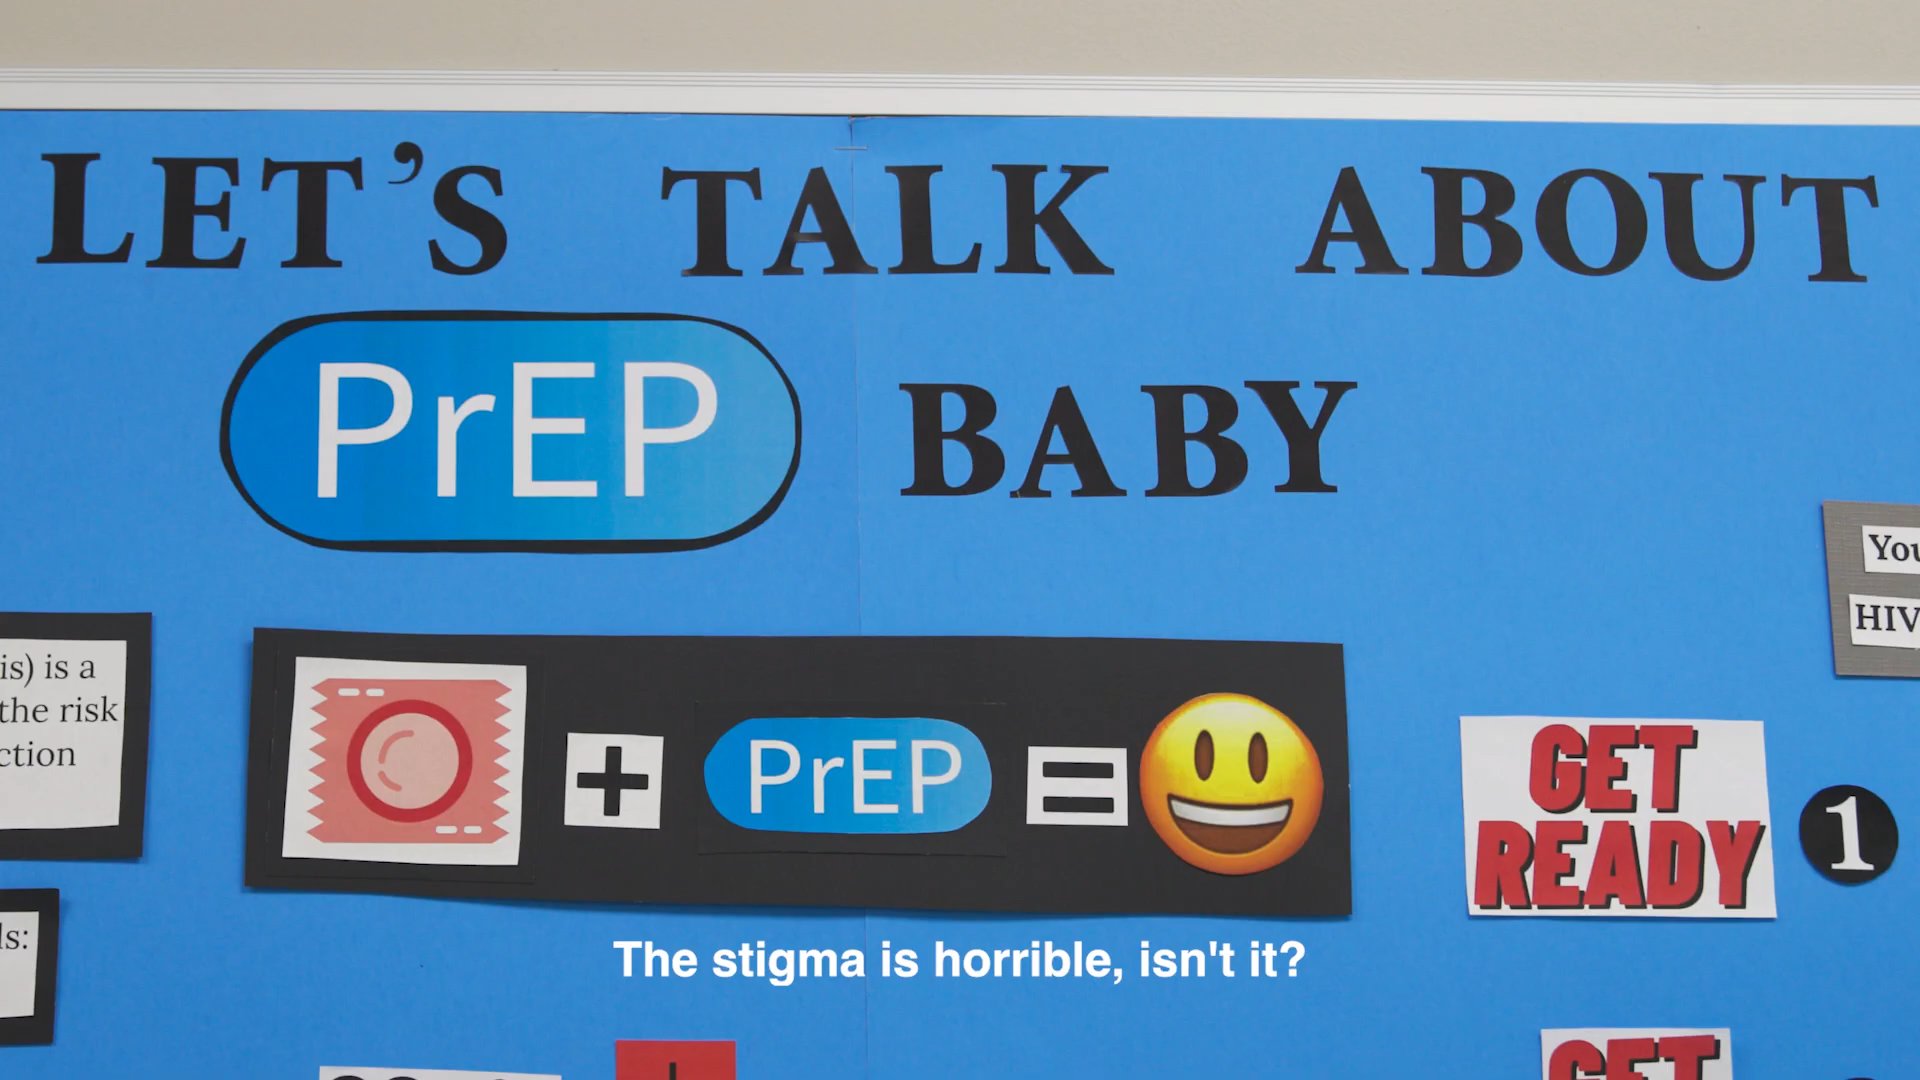 LET'S TALK ABOUT
PrEP BABY
You
HIV
is) is a
the risk
ction
+ PrEP =
GET
READY
1
ls:
The stigma is horrible, isn't it?
GET